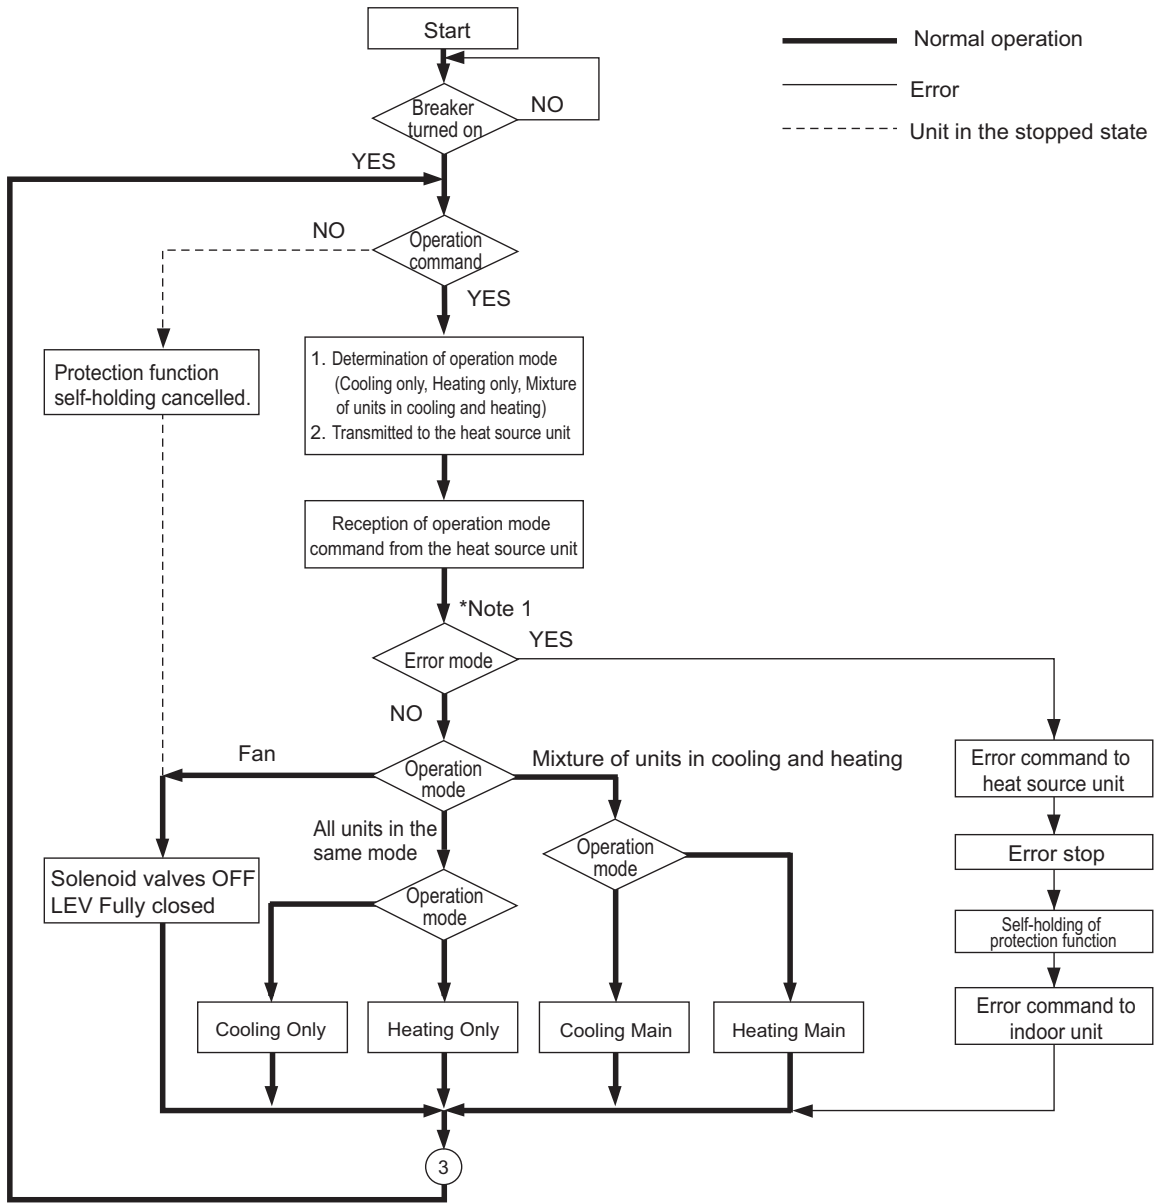 Start
Normal operation
Error
Unit in the stopped state
Breaker
turned on
NO
YES
NO
Operation
command
YES
1. Determination of operation mode
(Cooling only, Heating only, Mixture
of units in cooling and heating)
2. Transmitted to the heat source unit
Protection function
self-holding cancelled.
Reception of operation mode
command from the heat source unit
*Note 1
YES
Error mode
NO
Fan
Operation
mode
Mixture of units in cooling and heating
Error command to
heat source unit
All units in the
same mode
Operation
mode
Error stop
Solenoid valves OFF
LEV Fully closed
Operation
mode
Self-holding of
protection function
Cooling Only
Heating Only
Cooling Main
Heating Main
Error command to
indoor unit
3